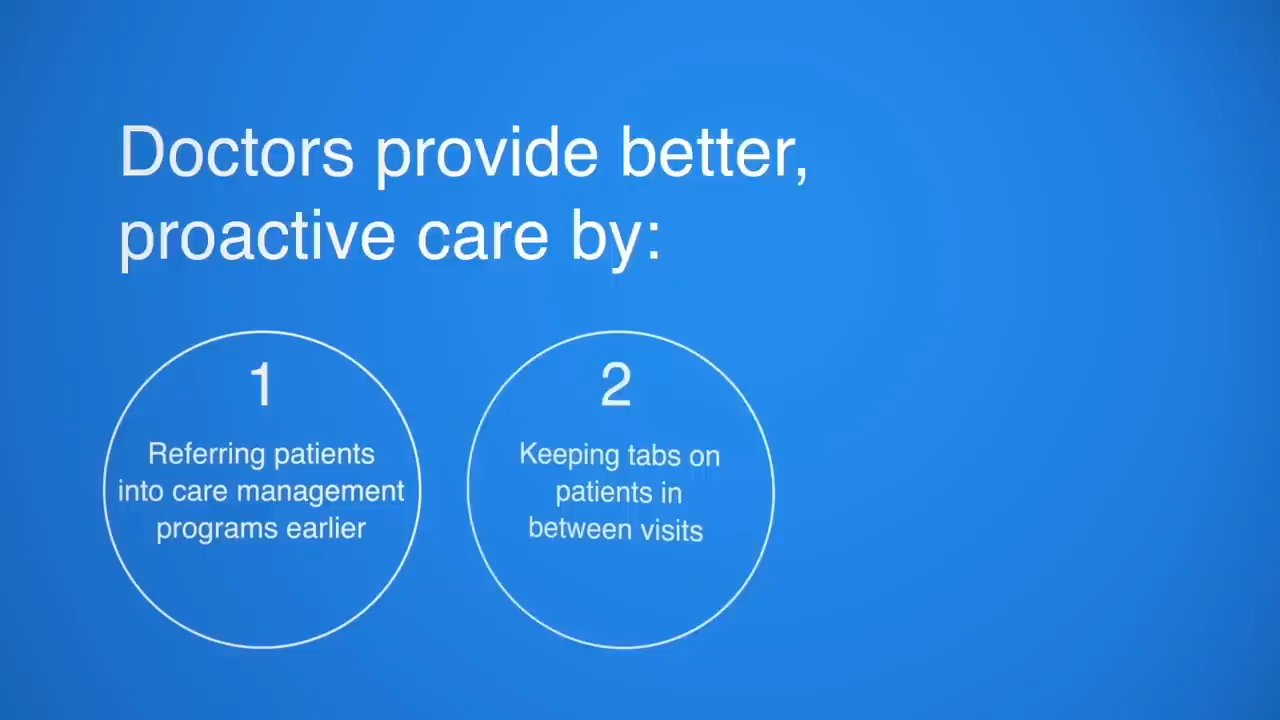 Doctors provide better,
proactive care by:
1
Referring patients
into care management
programs earlier
2
Keeping tabs on
patients in
between visits